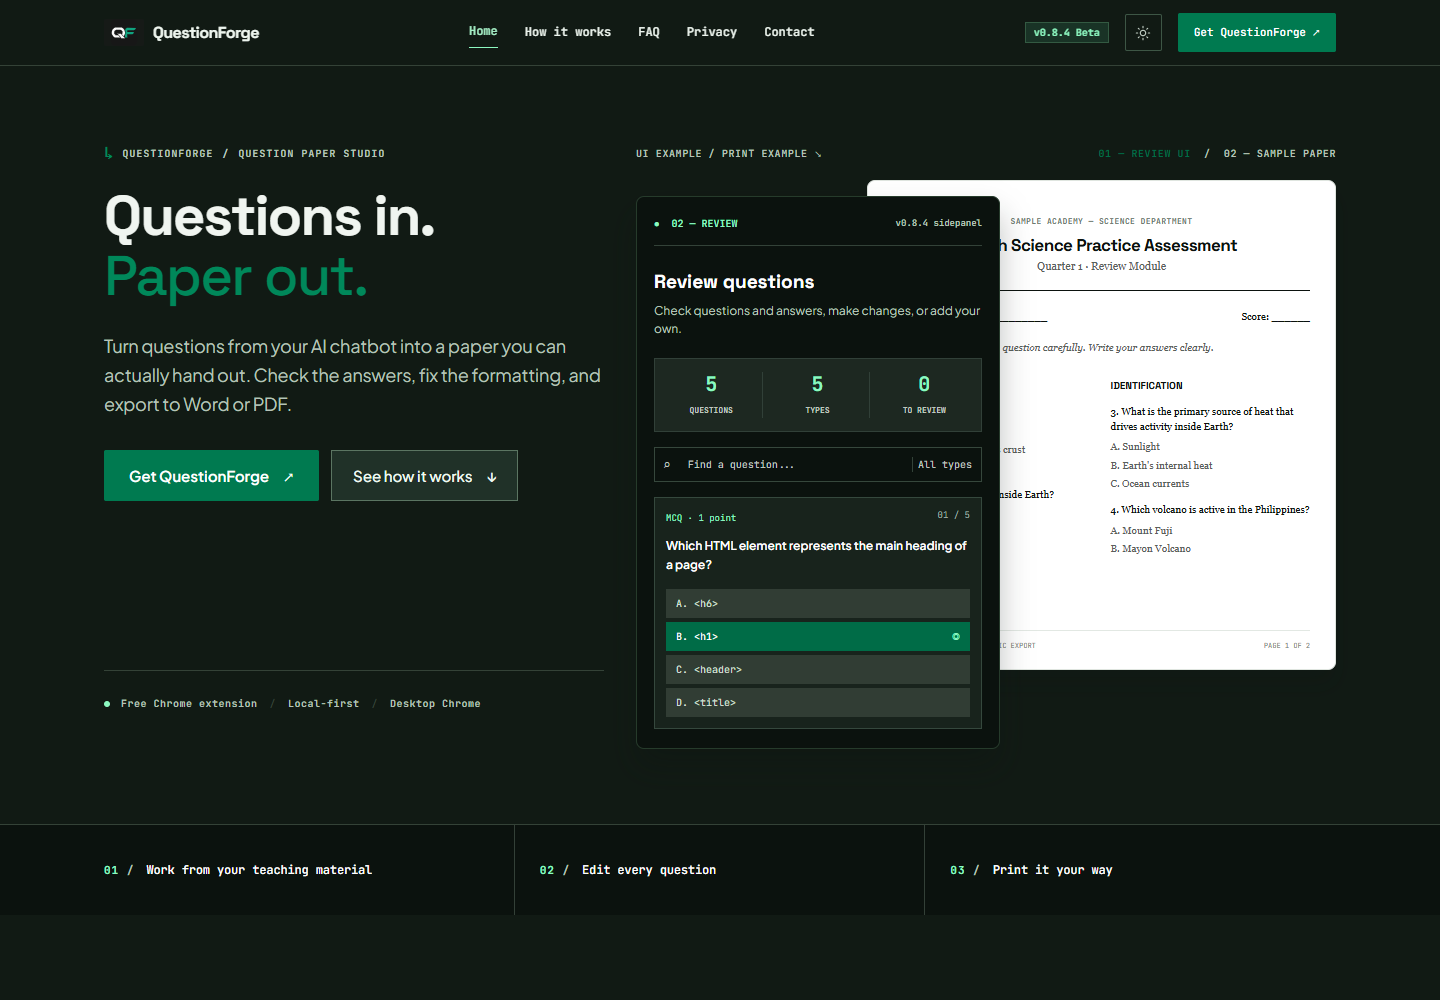 QF QuestionForge
Home
How it works
FAQ
Privacy
Contact
v0.8.4 Beta
Get QuestionForge ↗
↳ QUESTIONFORGE / QUESTION PAPER STUDIO
Questions in.
Paper out.
Turn questions from your AI chatbot into a paper you can
actually hand out. Check the answers, fix the formatting, and
export to Word or PDF.
Get QuestionForge ↗
See how it works ↓
Free Chrome extension / Local-first / Desktop Chrome
UI EXAMPLE / PRINT EXAMPLE ↘
01 — REVIEW UI / 02 — SAMPLE PAPER
02 — REVIEW
v0.8.4 sidepanel
Review questions
Check questions and answers, make changes, or add your
own.
5
QUESTIONS
5
TYPES
0
TO REVIEW
Find a question...
All types
MCQ · 1 point
01 / 5
Which HTML element represents the main heading of
a page?
A. <h6>
B. <h1>
C. <header>
D. <title>
SAMPLE ACADEMY — SCIENCE DEPARTMENT
h Science Practice Assessment
Quarter 1 · Review Module
Score: ______
question carefully. Write your answers clearly.
crust
nside Earth?
IDENTIFICATION
3. What is the primary source of heat that
drives activity inside Earth?
A. Sunlight
B. Earth's internal heat
C. Ocean currents
4. Which volcano is active in the Philippines?
A. Mount Fuji
B. Mayon Volcano
IC EXPORT
PAGE 1 OF 2
01 / Work from your teaching material
02 / Edit every question
03 / Print it your way